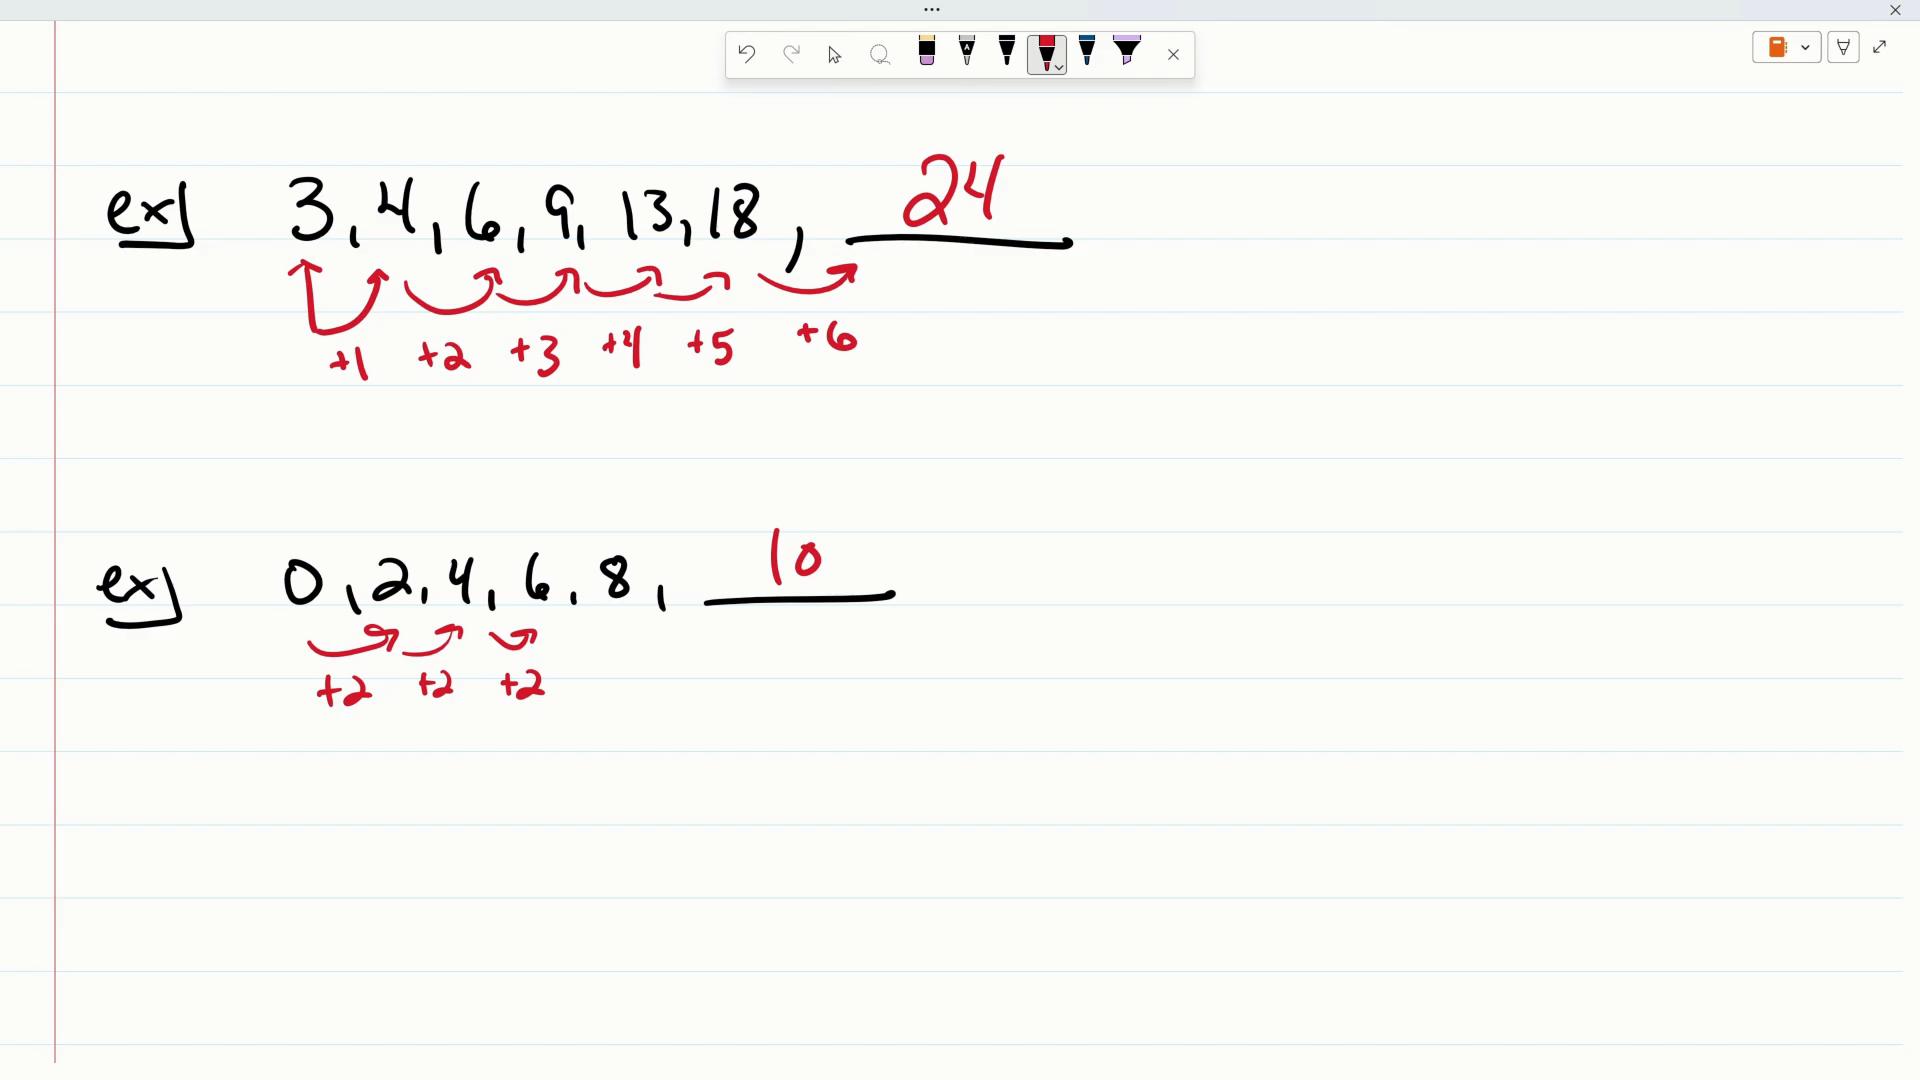 ex] 3, 4, 6, 9, 13, 18, 24
+1 +2 +3 +4 +5 +6
ex] 0, 2, 4, 6, 8, 10
+2 +2 +2